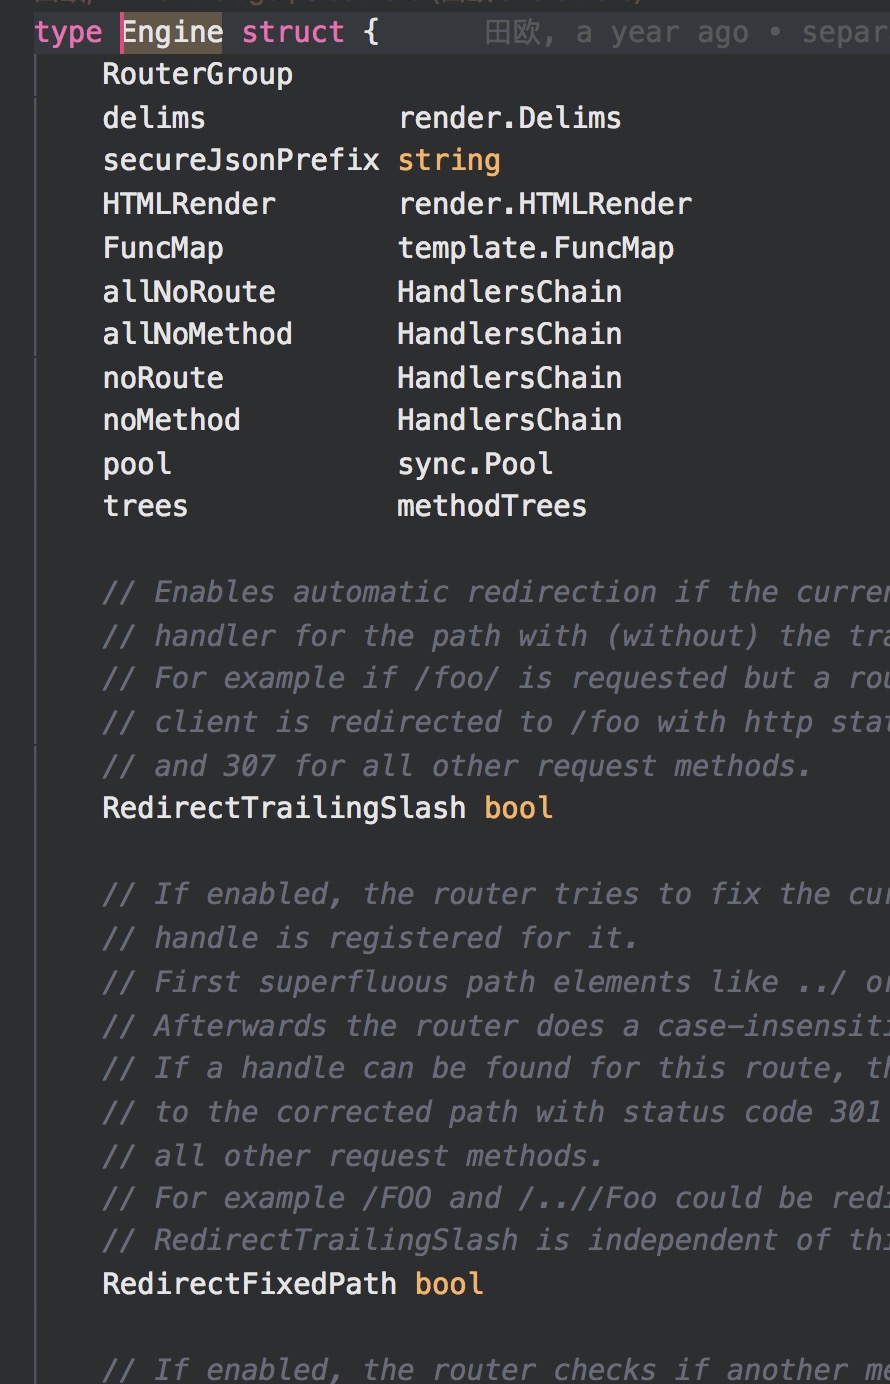 type Engine struct { 田欧, a year ago • separ
RouterGroup
delims render.Delims
secureJsonPrefix string
HTMLRender render.HTMLRender
FuncMap template.FuncMap
allNoRoute HandlersChain
allNoMethod HandlersChain
noRoute HandlersChain
noMethod HandlersChain
pool sync.Pool
trees methodTrees
// Enables automatic redirection if the curren
// handler for the path with (without) the tra
// For example if /foo/ is requested but a rou
// client is redirected to /foo with http stat
// and 307 for all other request methods.
RedirectTrailingSlash bool
// If enabled, the router tries to fix the cur
// handle is registered for it.
// First superfluous path elements like ../ or
// Afterwards the router does a case-insensiti
// If a handle can be found for this route, th
// to the corrected path with status code 301
// all other request methods.
// For example /FOO and /..//Foo could be redi
// RedirectTrailingSlash is independent of thi
RedirectFixedPath bool
// If enabled, the router checks if another me